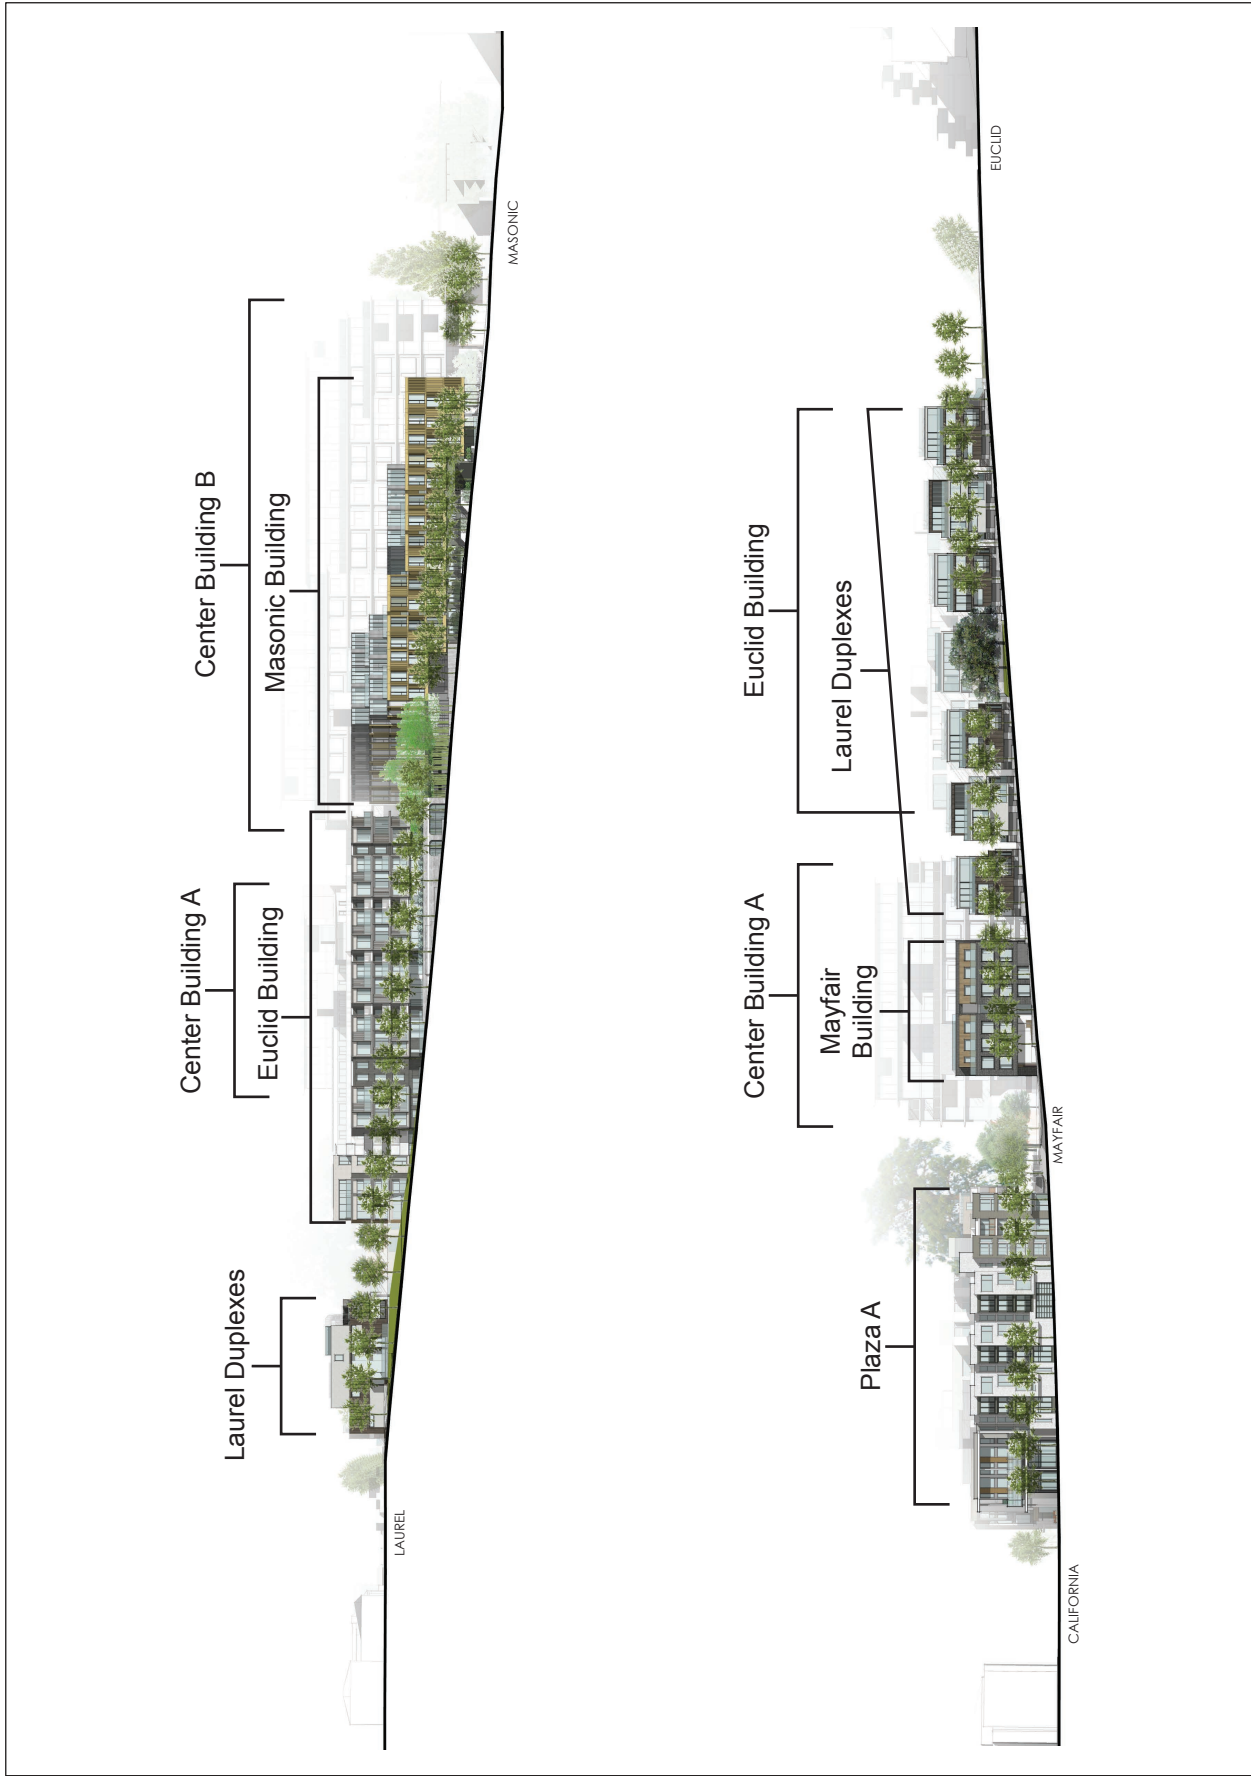 Laurel Duplexes
Center Building A
Euclid Building
Center Building B
Masonic Building
LAUREL
MASONIC
Plaza A
Center Building A
Mayfair
Building
Euclid Building
Laurel Duplexes
CALIFORNIA
MAYFAIR
EUCLID